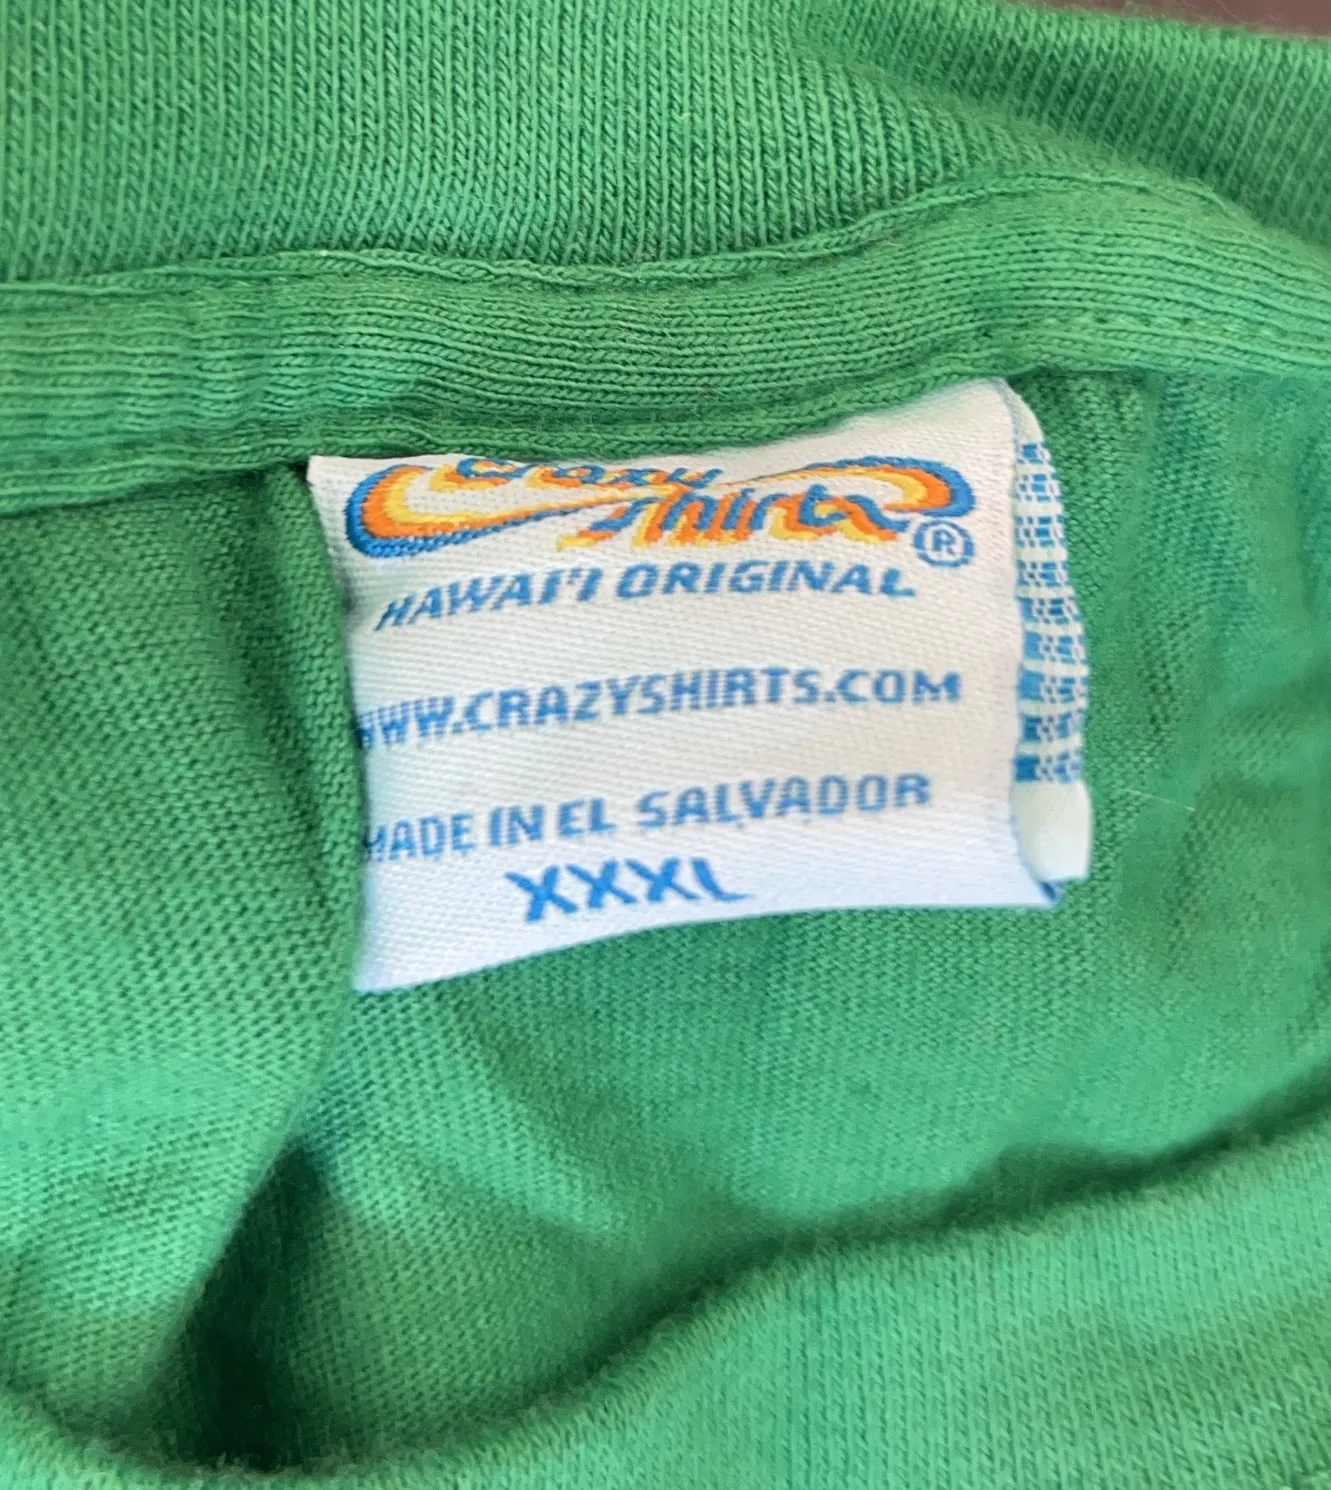 Crazy
Shirts®
HAWAI'I ORIGINAL
WWW.CRAZYSHIRTS.COM
MADE IN EL SALVADOR
XXXL